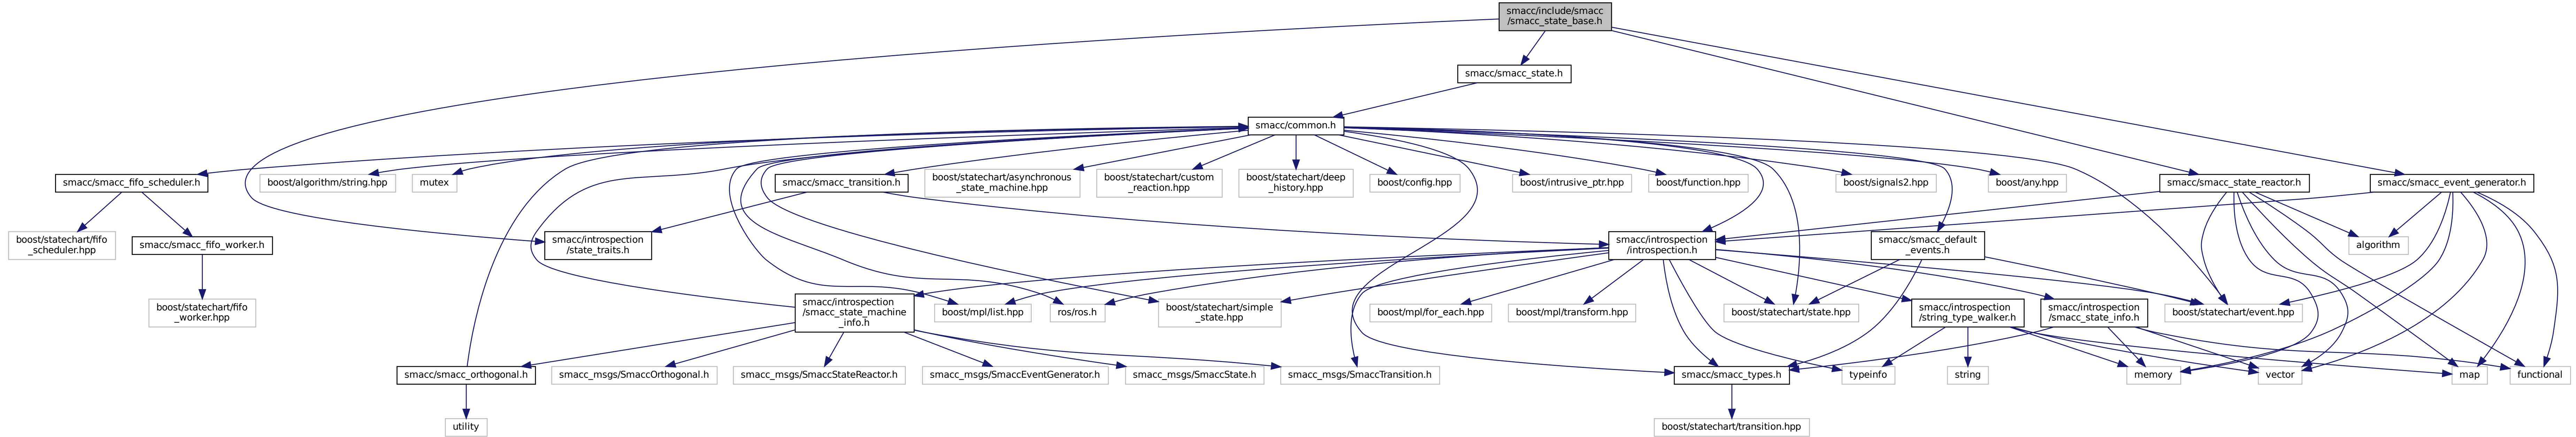 smacc/include/smacc
/smacc_state_base.h
smacc/smacc_state.h
smacc/common.h
smacc/smacc_fifo_scheduler.h
boost/algorithm/string.hpp
mutex
smacc/smacc_transition.h
boost/statechart/asynchronous
_state_machine.hpp
boost/statechart/custom
_reaction.hpp
boost/statechart/deep
_history.hpp
boost/config.hpp
boost/intrusive_ptr.hpp
boost/function.hpp
boost/signals2.hpp
boost/any.hpp
smacc/smacc_state_reactor.h
smacc/smacc_event_generator.h
boost/statechart/fifo
_scheduler.hpp
smacc/smacc_fifo_worker.h
smacc/introspection
/state_traits.h
smacc/introspection
/introspection.h
smacc/smacc_default
_events.h
algorithm
boost/statechart/fifo
_worker.hpp
smacc/introspection
/smacc_state_machine
_info.h
boost/mpl/list.hpp
ros/ros.h
boost/statechart/simple
_state.hpp
boost/mpl/for_each.hpp
boost/mpl/transform.hpp
boost/statechart/state.hpp
smacc/introspection
/string_type_walker.h
smacc/introspection
/smacc_state_info.h
boost/statechart/event.hpp
smacc/smacc_orthogonal.h
smacc_msgs/SmaccOrthogonal.h
smacc_msgs/SmaccStateReactor.h
smacc_msgs/SmaccEventGenerator.h
smacc_msgs/SmaccState.h
smacc_msgs/SmaccTransition.h
smacc/smacc_types.h
typeinfo
string
memory
vector
map
functional
utility
boost/statechart/transition.hpp